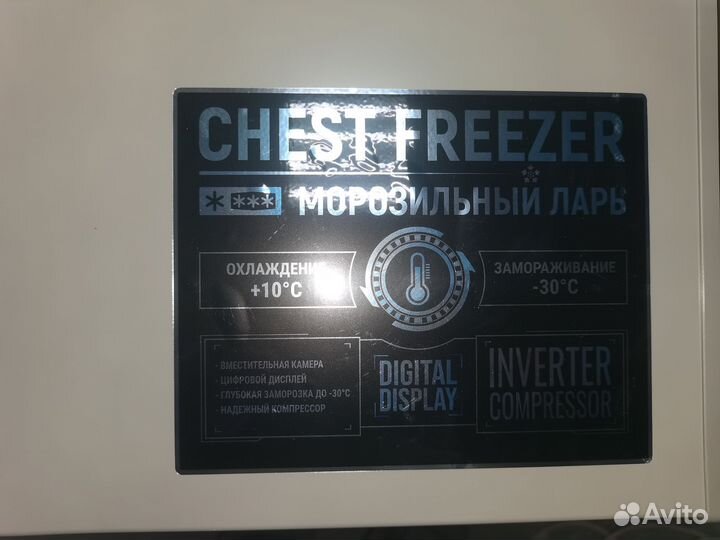 CHEST FREEZER
* *** МОРОЗИЛЬНЫЙ ЛАРЬ
ОХЛАЖДЕНИЕ
+10°C
ЗАМОРАЖИВАНИЕ
-30°C
· ВМЕСТИТЕЛЬНАЯ КАМЕРА
· ЦИФРОВОЙ ДИСПЛЕЙ
· ГЛУБОКАЯ ЗАМОРОЗКА ДО -30°C
· НАДЕЖНЫЙ КОМПРЕССОР
DIGITAL
DISPLAY
INVERTER
COMPRESSOR
Avito